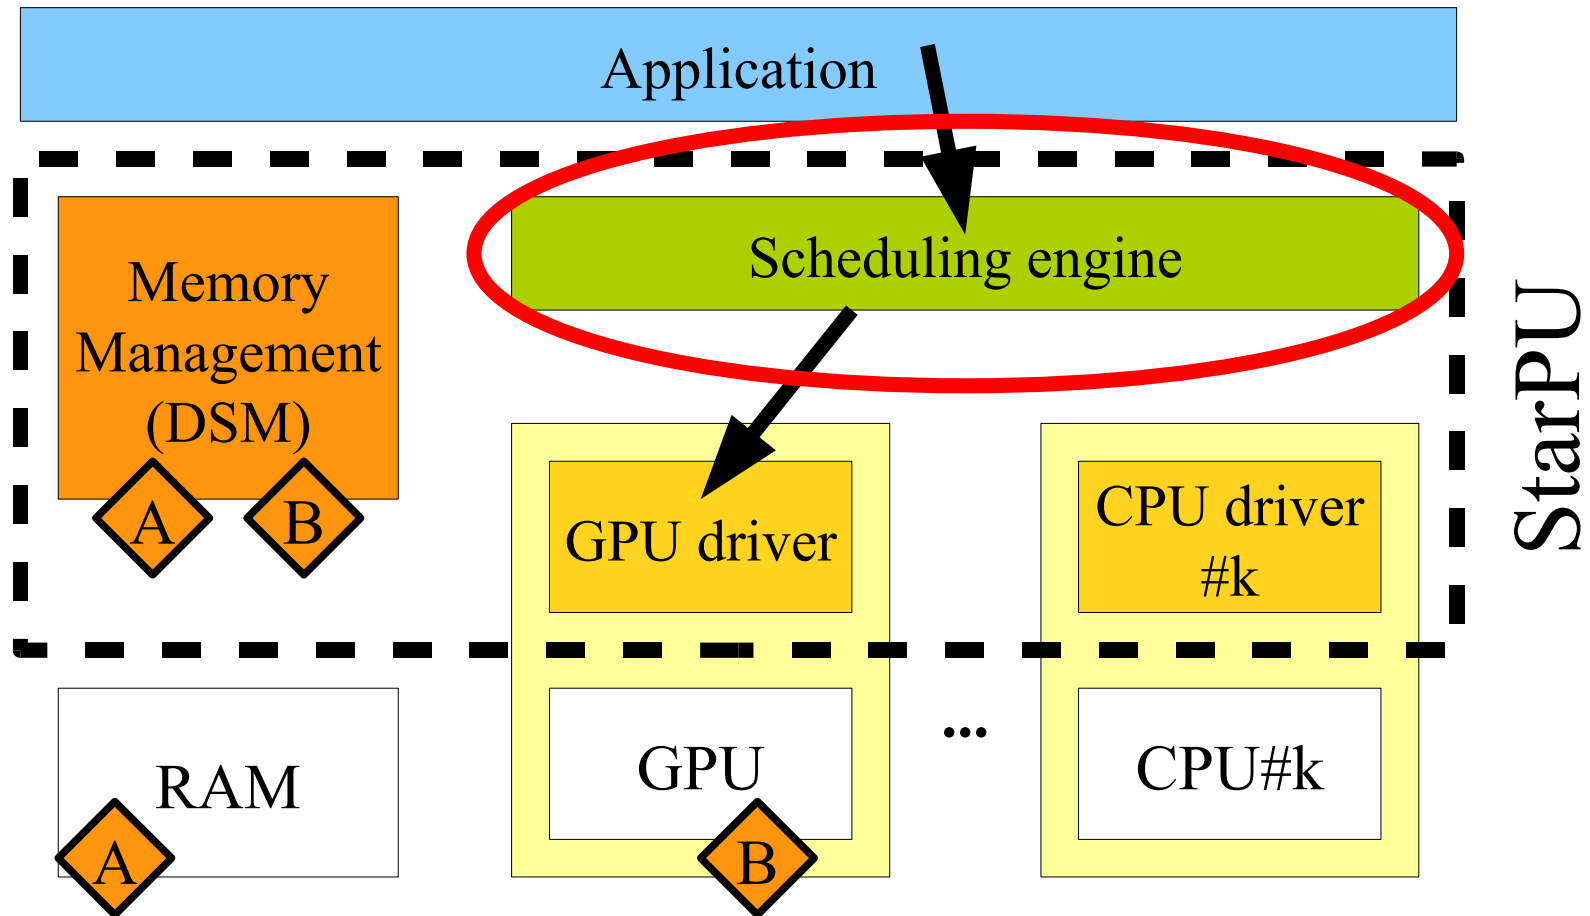 Application
Scheduling engine
Memory
Management
(DSM)
A
B
GPU driver
CPU driver
#k
StarPU
RAM
A
GPU
B
...
CPU#k